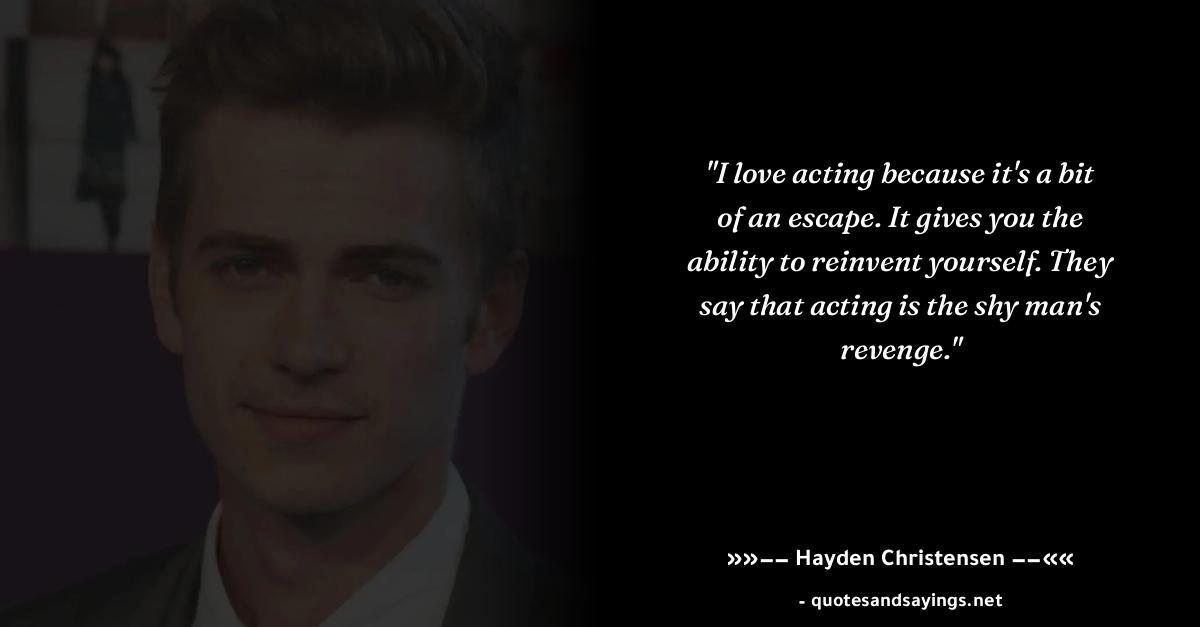 "I love acting because it's a bit
of an escape. It gives you the
ability to reinvent yourself. They
say that acting is the shy man's
revenge."
»»–– Hayden Christensen ––««
- quotesandsayings.net